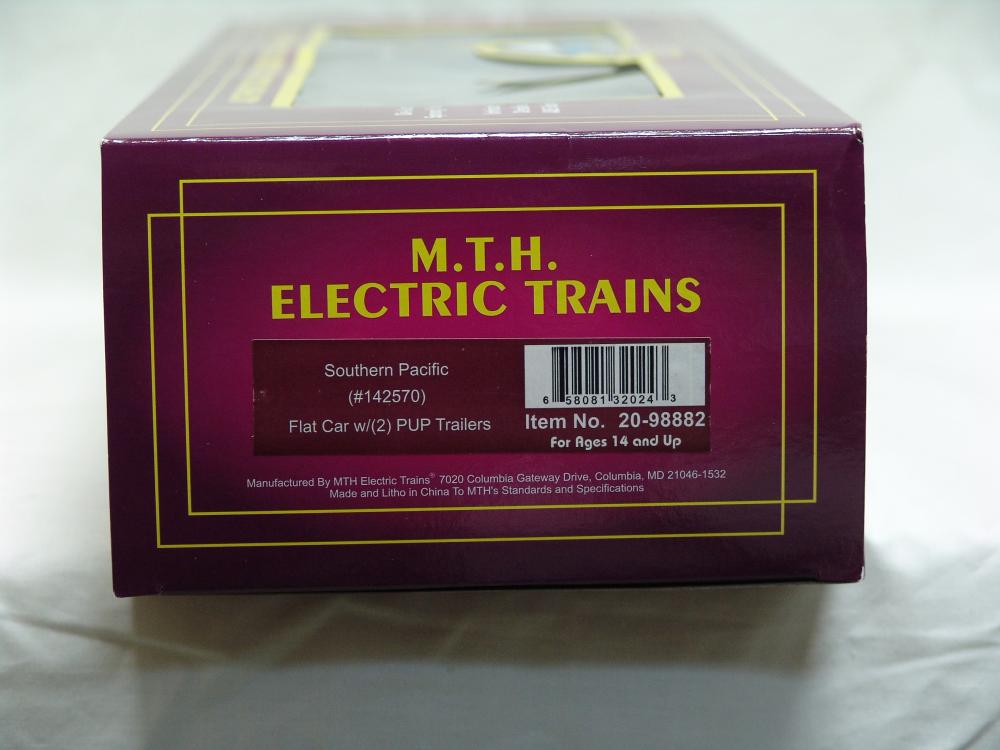 M.T.H.
ELECTRIC TRAINS
Southern Pacific
(#142570)
Flat Car w/(2) PUP Trailers
6 58081 32024 3
Item No. 20-98882
For Ages 14 and Up
Manufactured By MTH Electric Trains® 7020 Columbia Gateway Drive, Columbia, MD 21046-1532
Made and Litho in China To MTH's Standards and Specifications